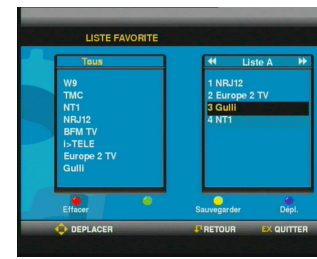 LISTE FAVORITE
Tous
W9
TMC
NT1
NRJ12
BFM TV
I>TELE
Europe 2 TV
Gulli
Liste A
1 NRJ12
2 Europe 2 TV
3 Gulli
4 NT1
Effacer
Sauvegarder
Dépl.
DEPLACER
RETOUR
EX QUITTER